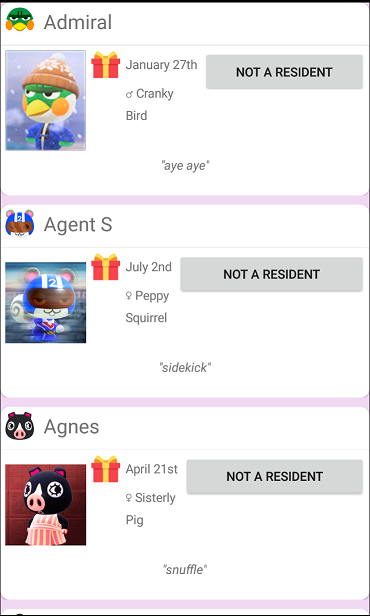 Admiral
January 27th
NOT A RESIDENT
♂ Cranky
Bird
"aye aye"
Agent S
July 2nd
NOT A RESIDENT
♀ Peppy
Squirrel
2
"sidekick"
Agnes
April 21st
NOT A RESIDENT
♀ Sisterly
Pig
"snuffle"